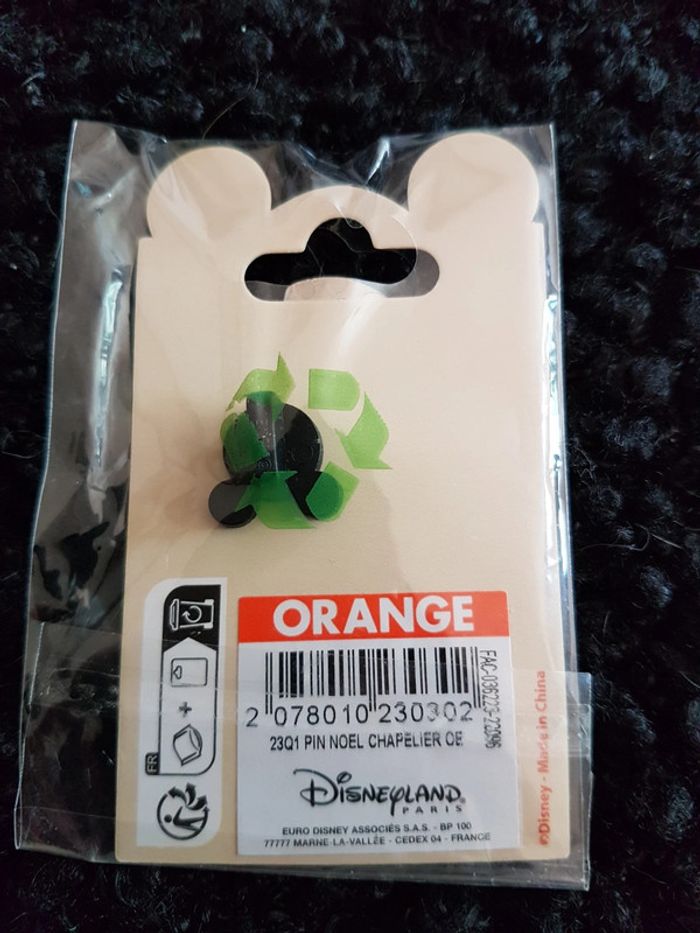 ORANGE
FAC-036223-22096
2 078010 230302
23Q1 PIN NOEL CHAPELIER OE
DISNEYLAND
PARIS
EURO DISNEY ASSOCIÉS S.A.S. - BP 100
77777 MARNE-LA-VALLÉE - CEDEX 04 - FRANCE
FR
©Disney - Made in China